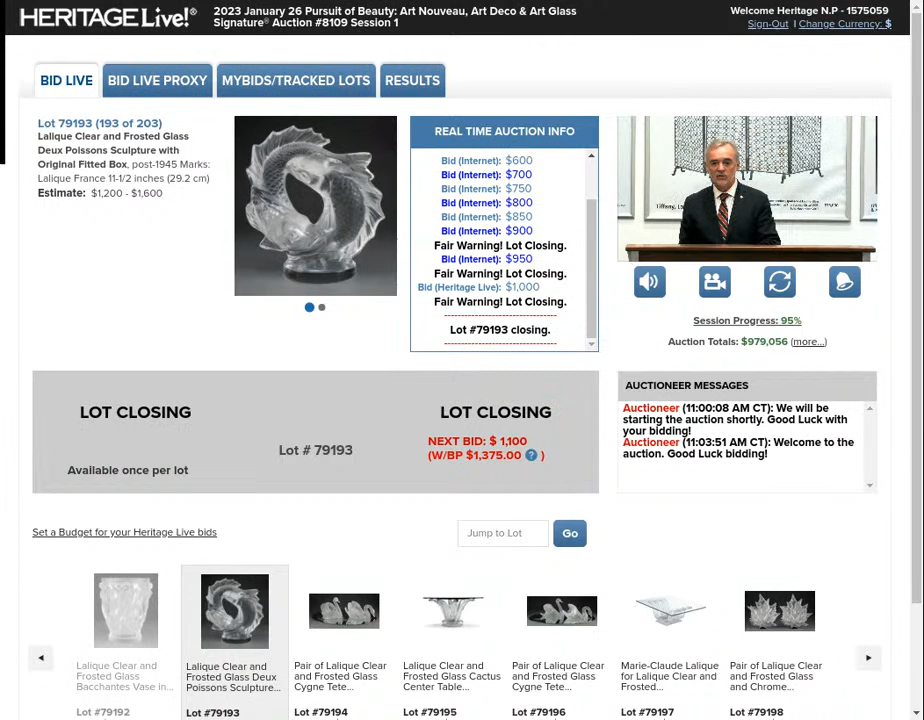 HERITAGE Live!®
2023 January 26 Pursuit of Beauty: Art Nouveau, Art Deco & Art Glass
Signature® Auction #8109 Session 1
Welcome Heritage N.P - 1575059
Sign-Out | Change Currency: $
BID LIVE
BID LIVE PROXY
MYBIDS/TRACKED LOTS
RESULTS
Lot 79193 (193 of 203)
Lalique Clear and Frosted Glass
Deux Poissons Sculpture with
Original Fitted Box, post-1945 Marks:
Lalique France 11-1/2 inches (29.2 cm)
Estimate: $1,200 - $1,600
REAL TIME AUCTION INFO
Bid (Internet): $600
Bid (Internet): $700
Bid (Internet): $750
Bid (Internet): $800
Bid (Internet): $850
Bid (Internet): $900
Fair Warning! Lot Closing.
Bid (Internet): $950
Fair Warning! Lot Closing.
Bid (Heritage Live): $1,000
Fair Warning! Lot Closing.
--------------------------------
Lot #79193 closing.
--------------------------------
Session Progress: 95%
Auction Totals: $979,056 (more...)
LOT CLOSING
Available once per lot
Lot # 79193
LOT CLOSING
NEXT BID: $ 1,100
(W/BP $1,375.00 ? )
AUCTIONEER MESSAGES
Auctioneer (11:00:08 AM CT): We will be
starting the auction shortly. Good Luck with
your bidding!
Auctioneer (11:03:51 AM CT): Welcome to the
auction. Good Luck bidding!
Set a Budget for your Heritage Live bids
Jump to Lot
Go
Lalique Clear and
Frosted Glass
Bacchantes Vase in...
Lot #79192
Lalique Clear and
Frosted Glass Deux
Poissons Sculpture...
Lot #79193
Pair of Lalique Clear
and Frosted Glass
Cygne Tete...
Lot #79194
Lalique Clear and
Frosted Glass Cactus
Center Table...
Lot #79195
Pair of Lalique Clear
and Frosted Glass
Cygne Tete...
Lot #79196
Marie-Claude Lalique
for Lalique Clear and
Frosted...
Lot #79197
Pair of Lalique Clear
and Frosted Glass
and Chrome...
Lot #79198